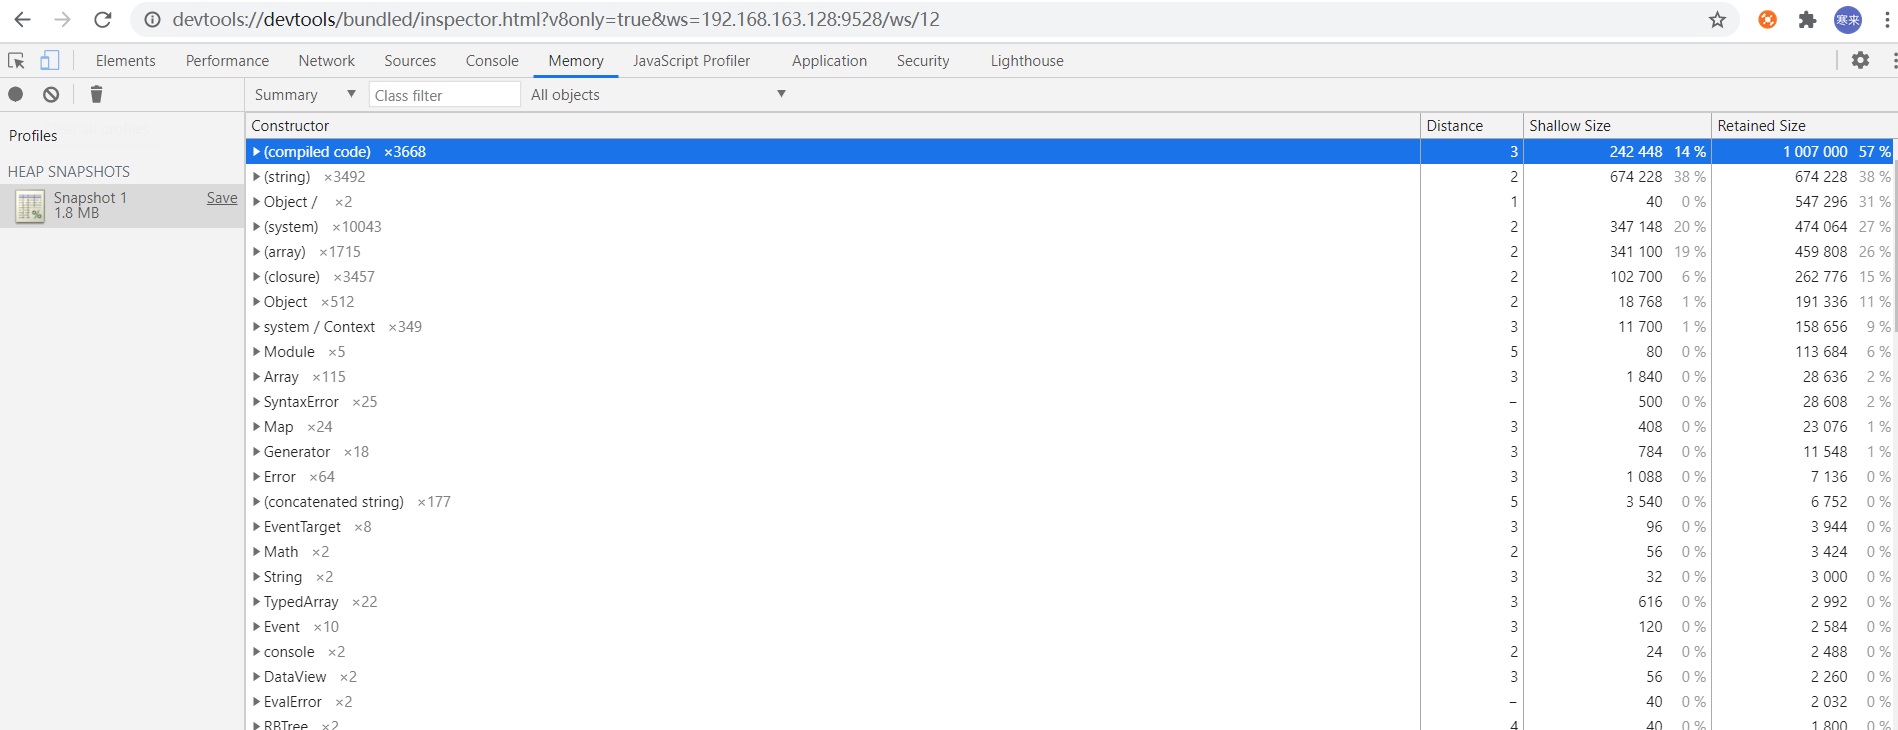 devtools://devtools/bundled/inspector.html?v8only=true&ws=192.168.163.128:9528/ws/12
寒来
Elements Performance Network Sources Console Memory JavaScript Profiler Application Security Lighthouse
Summary Class filter All objects
Profiles
HEAP SNAPSHOTS
Snapshot 1 Save
1.8 MB
Constructor Distance Shallow Size Retained Size
(compiled code) ×3668 3 242 448 14 % 1 007 000 57 %
(string) ×3492 2 674 228 38 % 674 228 38 %
Object / ×2 1 40 0 % 547 296 31 %
(system) ×10043 2 347 148 20 % 474 064 27 %
(array) ×1715 2 341 100 19 % 459 808 26 %
(closure) ×3457 2 102 700 6 % 262 776 15 %
Object ×512 2 18 768 1 % 191 336 11 %
system / Context ×349 3 11 700 1 % 158 656 9 %
Module ×5 5 80 0 % 113 684 6 %
Array ×115 3 1 840 0 % 28 636 2 %
SyntaxError ×25 – 500 0 % 28 608 2 %
Map ×24 3 408 0 % 23 076 1 %
Generator ×18 3 784 0 % 11 548 1 %
Error ×64 3 1 088 0 % 7 136 0 %
(concatenated string) ×177 5 3 540 0 % 6 752 0 %
EventTarget ×8 3 96 0 % 3 944 0 %
Math ×2 2 56 0 % 3 424 0 %
String ×2 3 32 0 % 3 000 0 %
TypedArray ×22 3 616 0 % 2 992 0 %
Event ×10 3 120 0 % 2 584 0 %
console ×2 2 24 0 % 2 488 0 %
DataView ×2 3 56 0 % 2 260 0 %
EvalError ×2 – 40 0 % 2 032 0 %
RBTree ×2 4 40 0 % 1 800 0 %